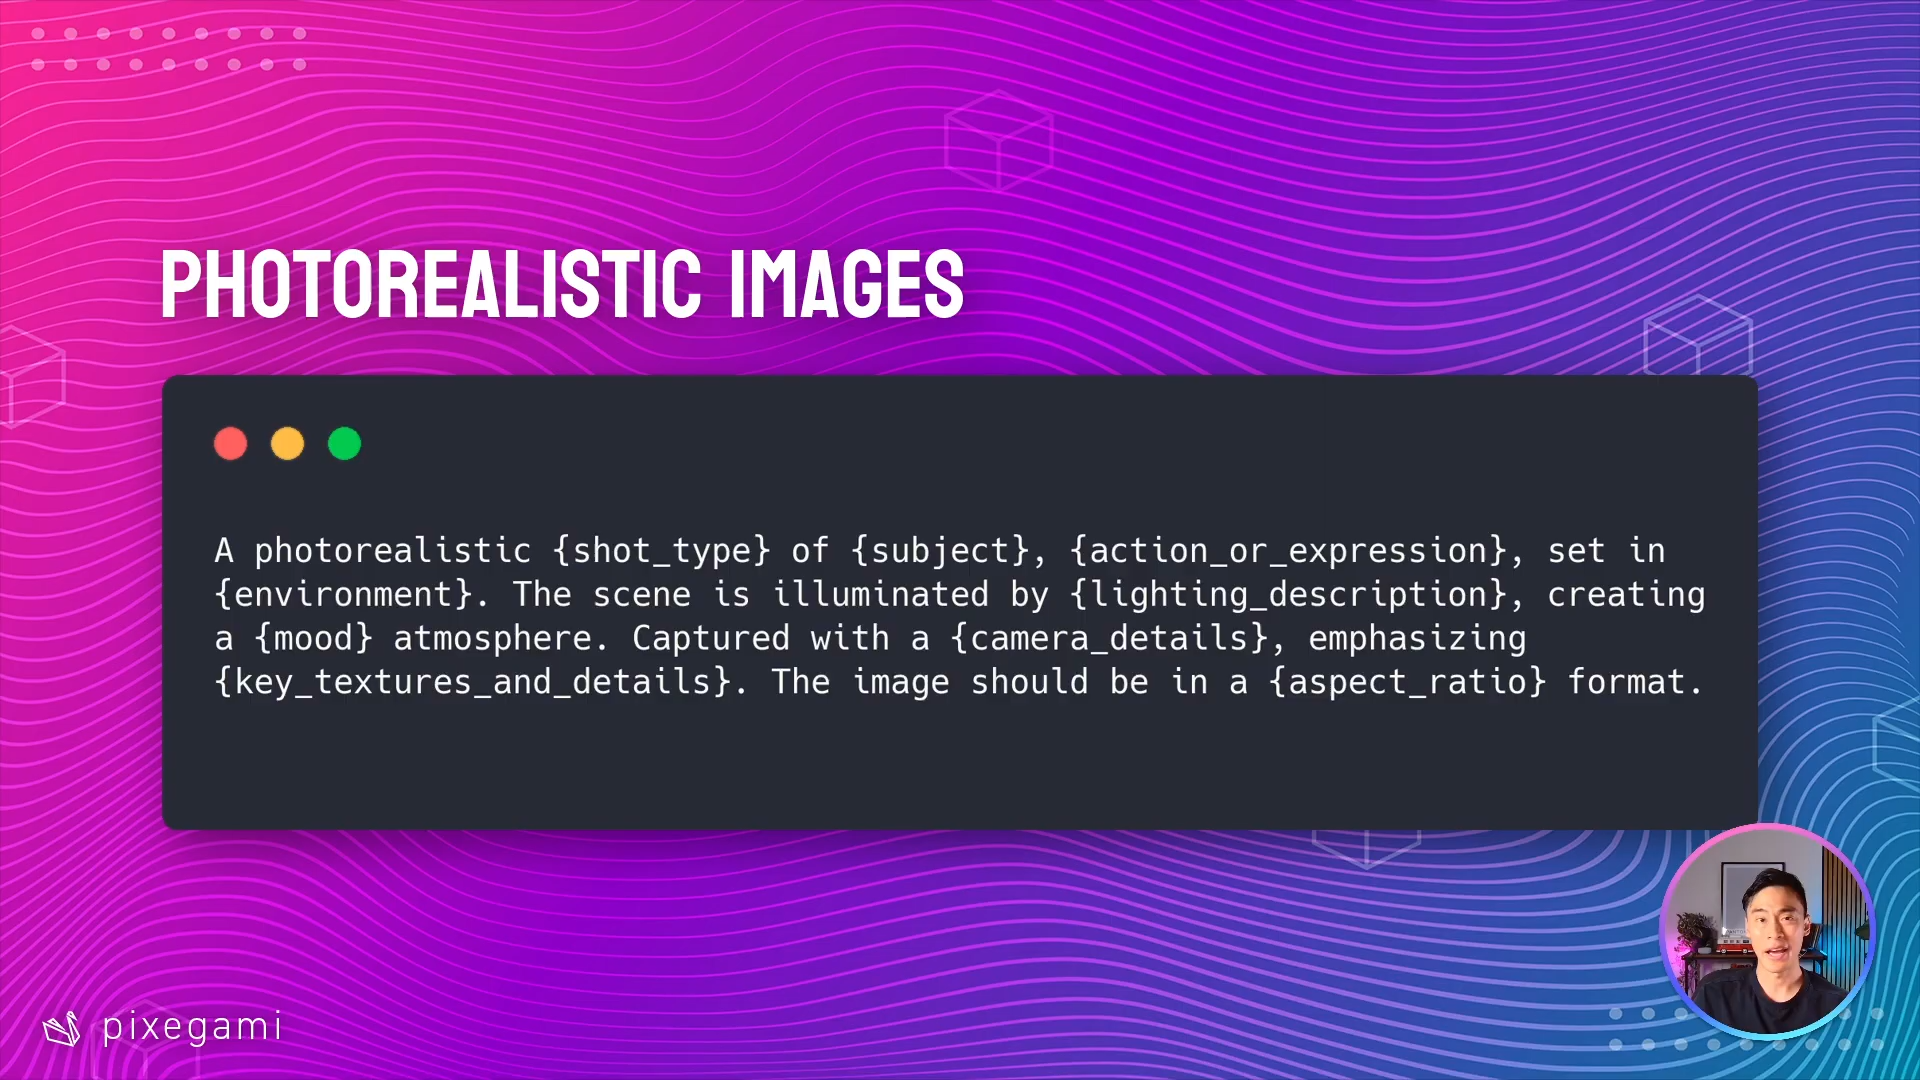 PHOTOREALISTIC IMAGES
A photorealistic {shot_type} of {subject}, {action_or_expression}, set in
{environment}. The scene is illuminated by {lighting_description}, creating
a {mood} atmosphere. Captured with a {camera_details}, emphasizing
{key_textures_and_details}. The image should be in a {aspect_ratio} format.
pixegami